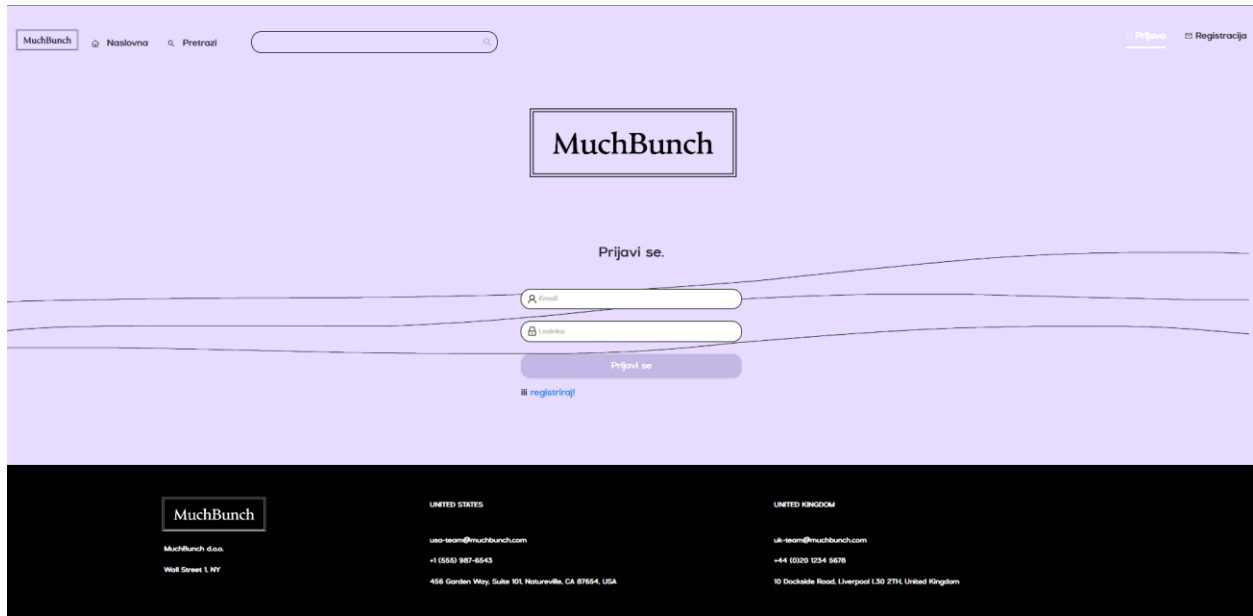 MuchBunch Naslovna Pretrazi Prijava Registracija
MuchBunch
Prijavi se.
Email
Lozinka
Prijavi se
ili registriraj!
MuchBunch
MuchBunch d.o.o.
Wall Street 1, NY
UNITED STATES
usa-team@muchbunch.com
+1 (555) 987-6543
456 Garden Way, Suite 101, Natureville, CA 87654, USA
UNITED KINGDOM
uk-team@muchbunch.com
+44 (0)20 1234 5678
10 Dockside Road, Liverpool L30 2TH, United Kingdom